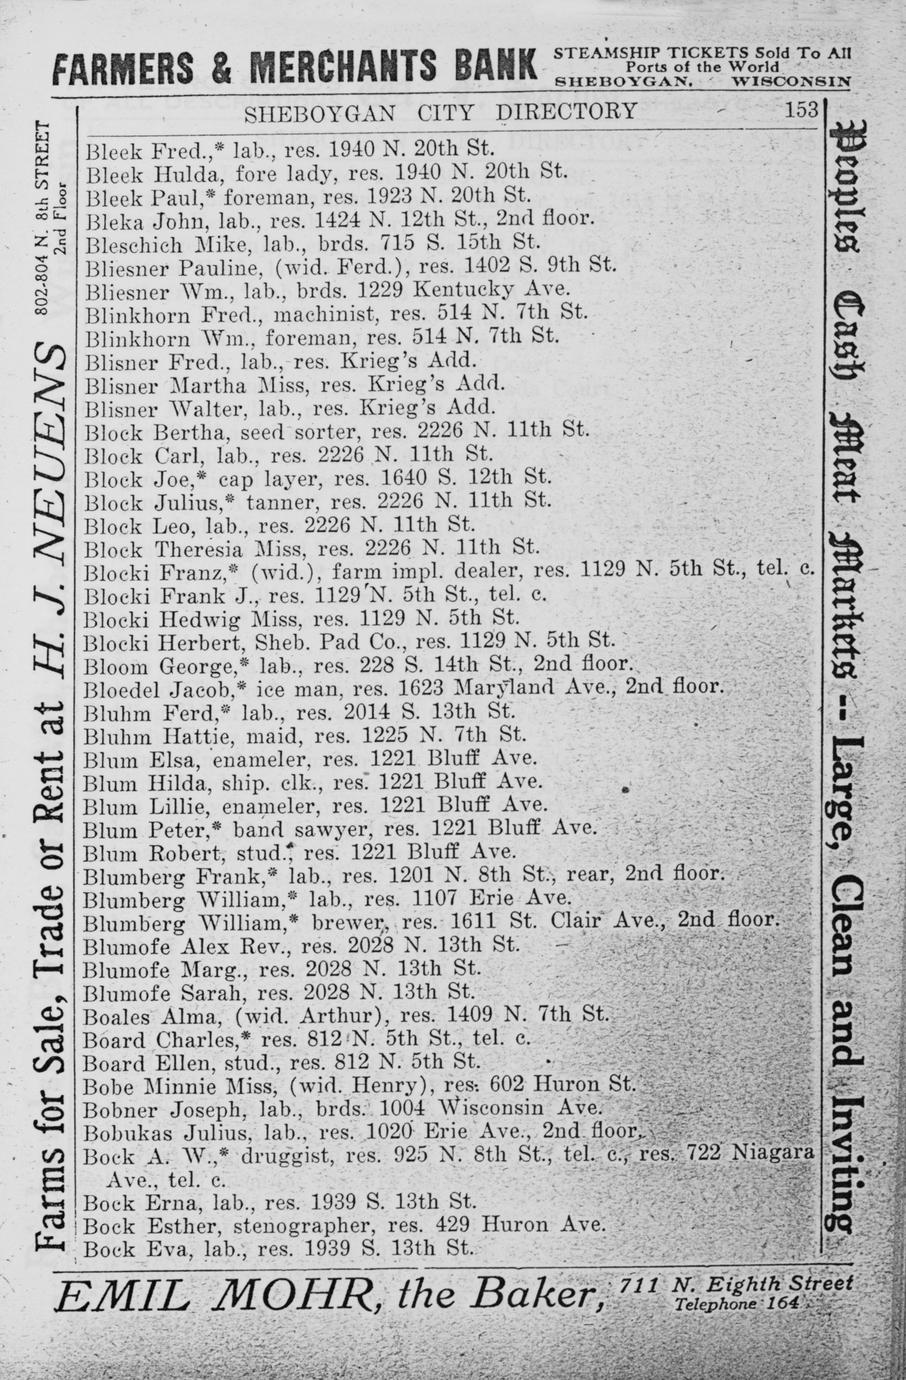 FARMERS & MERCHANTS BANK
STEAMSHIP TICKETS Sold To All
Ports of the World
SHEBOYGAN, WISCONSIN
SHEBOYGAN CITY DIRECTORY 153
Bleek Fred.,* lab., res. 1940 N. 20th St.
Bleek Hulda, fore lady, res. 1940 N. 20th St.
Bleek Paul,* foreman, res. 1923 N. 20th St.
Bleka John, lab., res. 1424 N. 12th St., 2nd floor.
Bleschich Mike, lab., brds. 715 S. 15th St.
Bliesner Pauline, (wid. Ferd.), res. 1402 S. 9th St.
Bliesner Wm., lab., brds. 1229 Kentucky Ave.
Blinkhorn Fred., machinist, res. 514 N. 7th St.
Blinkhorn Wm., foreman, res. 514 N. 7th St.
Blisner Fred., lab., res. Krieg's Add.
Blisner Martha Miss, res. Krieg's Add.
Blisner Walter, lab., res. Krieg's Add.
Block Bertha, seed sorter, res. 2226 N. 11th St.
Block Carl, lab., res. 2226 N. 11th St.
Block Joe,* cap layer, res. 1640 S. 12th St.
Block Julius,* tanner, res. 2226 N. 11th St.
Block Leo, lab., res. 2226 N. 11th St.
Block Theresia Miss, res. 2226 N. 11th St.
Blocki Franz,* (wid.), farm impl. dealer, res. 1129 N. 5th St., tel. c.
Blocki Frank J., res. 1129 N. 5th St., tel. c.
Blocki Hedwig Miss, res. 1129 N. 5th St.
Blocki Herbert, Sheb. Pad Co., res. 1129 N. 5th St.
Bloom George,* lab., res. 228 S. 14th St., 2nd floor.
Bloedel Jacob,* ice man, res. 1623 Maryland Ave., 2nd floor.
Bluhm Ferd,* lab., res. 2014 S. 13th St.
Bluhm Hattie, maid, res. 1225 N. 7th St.
Blum Elsa, enameler, res. 1221 Bluff Ave.
Blum Hilda, ship. clk., res. 1221 Bluff Ave.
Blum Lillie, enameler, res. 1221 Bluff Ave.
Blum Peter,* band sawyer, res. 1221 Bluff Ave.
Blum Robert, stud., res. 1221 Bluff Ave.
Blumberg Frank,* lab., res. 1201 N. 8th St., rear, 2nd floor.
Blumberg William,* lab., res. 1107 Erie Ave.
Blumberg William,* brewer, res. 1611 St. Clair Ave., 2nd floor.
Blumofe Alex Rev., res. 2028 N. 13th St.
Blumofe Marg., res. 2028 N. 13th St.
Blumofe Sarah, res. 2028 N. 13th St.
Boales Alma, (wid. Arthur), res. 1409 N. 7th St.
Board Charles,* res. 812 N. 5th St., tel. c.
Board Ellen, stud., res. 812 N. 5th St.
Bobe Minnie Miss, (wid. Henry), res. 602 Huron St.
Bobner Joseph, lab., brds. 1004 Wisconsin Ave.
Bobukas Julius, lab., res. 1020 Erie Ave., 2nd floor.
Bock A. W.,* druggist, res. 925 N. 8th St., tel. c., res. 722 Niagara
Ave., tel. c.
Bock Erna, lab., res. 1939 S. 13th St.
Bock Esther, stenographer, res. 429 Huron Ave.
Bock Eva, lab., res. 1939 S. 13th St.
Farms for Sale, Trade or Rent at H. J. NEUENS
802-804 N. 8th STREET
2nd Floor
Peoples Cash Meat Markets -- Large, Clean and Inviting
EMIL MOHR, the Baker,
711 N. Eighth Street
Telephone 164